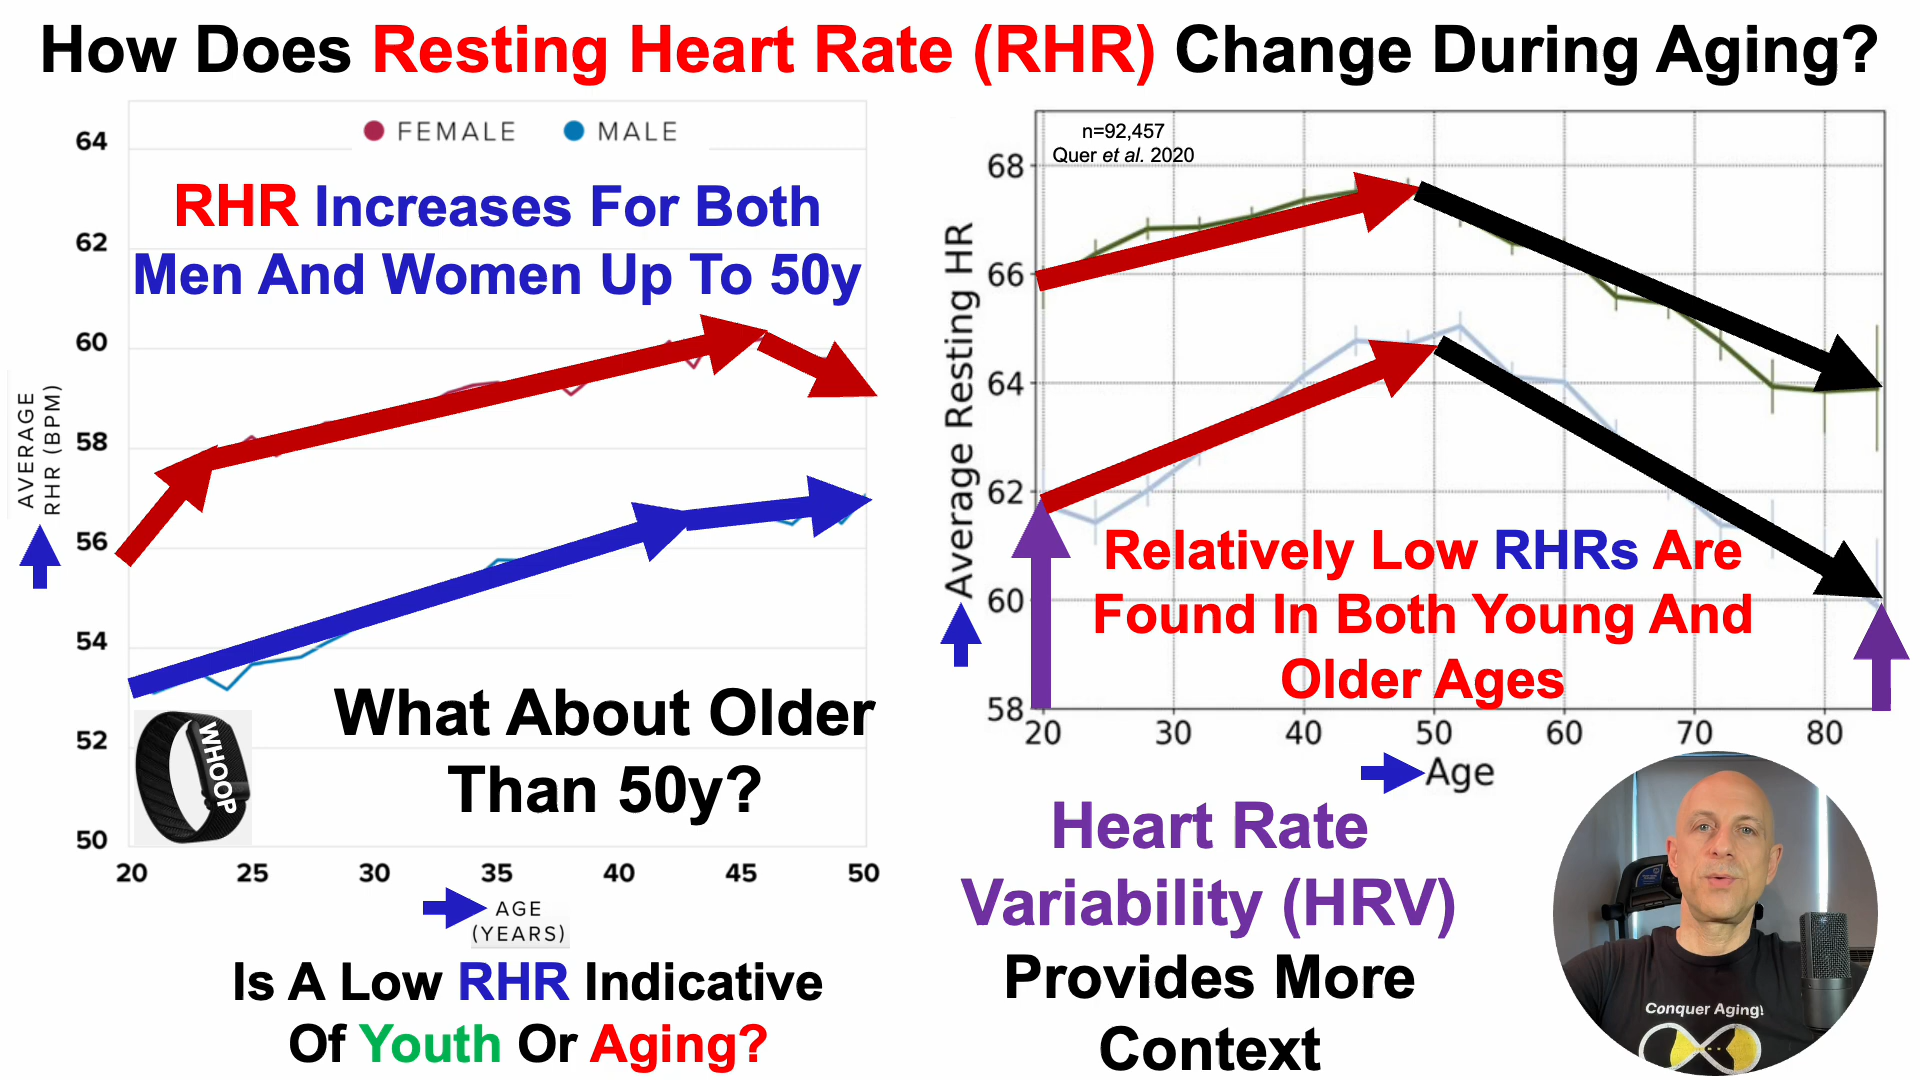 How Does Resting Heart Rate (RHR) Change During Aging?
FEMALE MALE
RHR Increases For Both
Men And Women Up To 50y
AVERAGE
RHR (BPM)
64
62
60
58
56
54
52
50
WHOOP
What About Older
Than 50y?
20 25 30 35 40 45 50
AGE
(YEARS)
Is A Low RHR Indicative
Of Youth Or Aging?
n=92,457
Quer et al. 2020
Average Resting HR
68
66
64
62
60
58
Relatively Low RHRs Are
Found In Both Young And
Older Ages
20 30 40 50 60 70 80
Age
Heart Rate
Variability (HRV)
Provides More
Context
Conquer Aging!